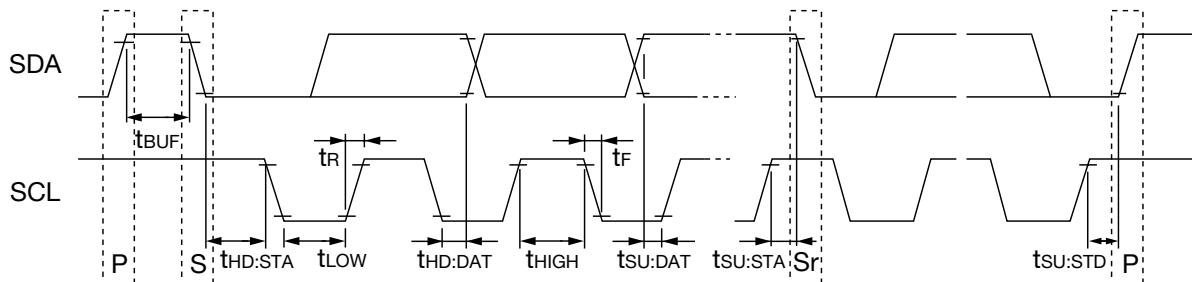 SDA
tBUF
tR
tF
SCL
P
S
tHD:STA
tLOW
tHD:DAT
tHIGH
tSU:DAT
tSU:STA
Sr
tSU:STD
P